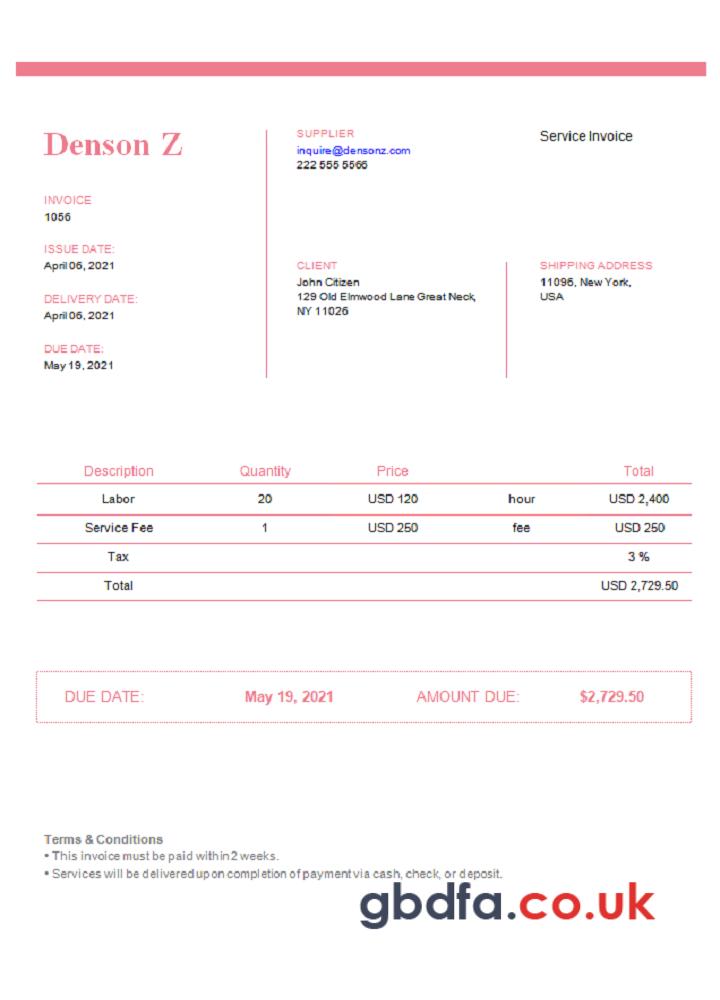 Denson Z
INVOICE
1056
ISSUE DATE:
April 06, 2021
DELIVERY DATE:
April 06, 2021
DUE DATE:
May 19, 2021
SUPPLIER
inquire@densonz.com
222 555 5565
Service Invoice
CLIENT
John Citizen
129 Old Elmwood Lane Great Neck,
NY 11026
SHIPPING ADDRESS
11096, New York,
USA
Description Quantity Price Total
Labor 20 USD 120 hour USD 2,400
Service Fee 1 USD 250 fee USD 250
Tax 3 %
Total USD 2,729.50
DUE DATE: May 19, 2021 AMOUNT DUE: $2,729.50
Terms & Conditions
• This invoice must be paid within 2 weeks.
• Services will be delivered upon completion of payment via cash, check, or deposit.
gbdfa.co.uk